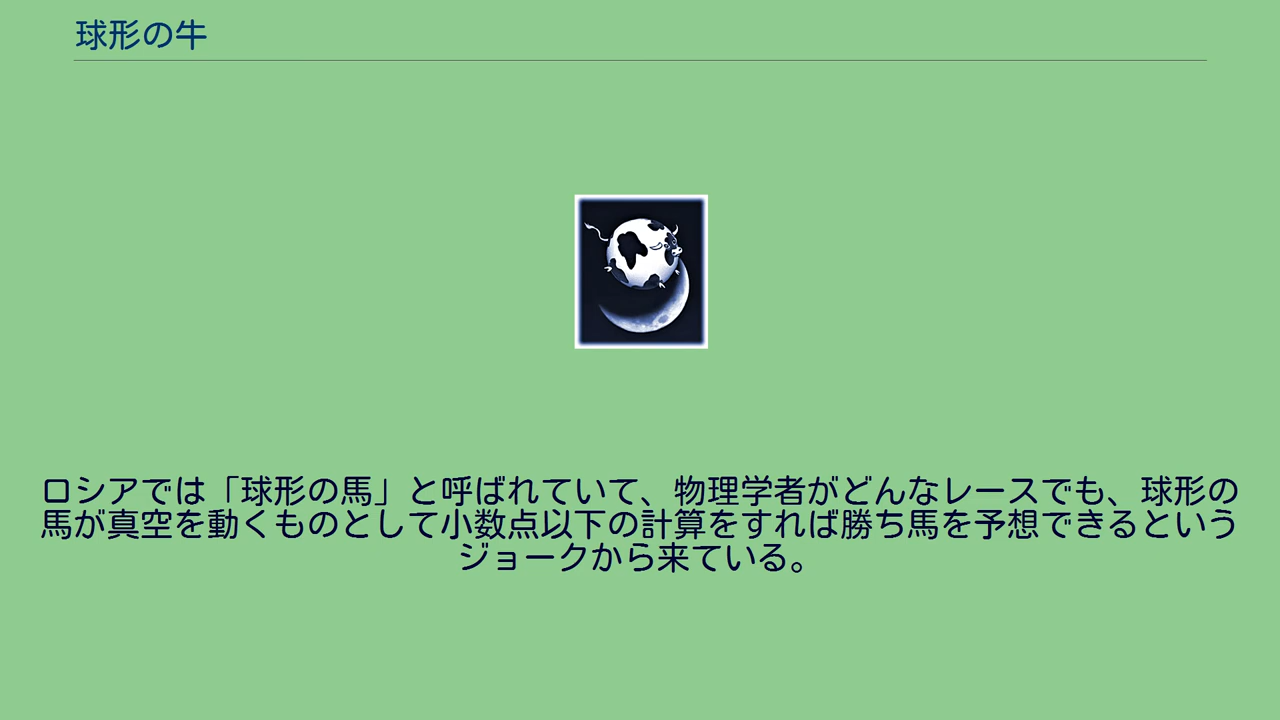 球形の牛
ロシアでは「球形の馬」と呼ばれていて、物理学者がどんなレースでも、球形の
馬が真空を動くものとして小数点以下の計算をすれば勝ち馬を予想できるという
ジョークから来ている。